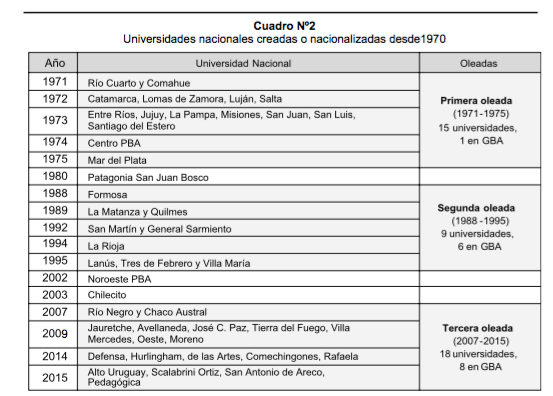 Cuadro Nº2
Universidades nacionales creadas o nacionalizadas desde1970
Año Universidad Nacional Oleadas
1971 Río Cuarto y Comahue
1972 Catamarca, Lomas de Zamora, Luján, Salta
1973 Entre Ríos, Jujuy, La Pampa, Misiones, San Juan, San Luis,
Santiago del Estero
1974 Centro PBA
1975 Mar del Plata
Primera oleada
(1971-1975)
15 universidades,
1 en GBA
1980 Patagonia San Juan Bosco
1988 Formosa
1989 La Matanza y Quilmes
1992 San Martín y General Sarmiento
1994 La Rioja
1995 Lanús, Tres de Febrero y Villa María
Segunda oleada
(1988 -1995)
9 universidades,
6 en GBA
2002 Noroeste PBA
2003 Chilecito
2007 Río Negro y Chaco Austral
2009 Jauretche, Avellaneda, José C. Paz, Tierra del Fuego, Villa
Mercedes, Oeste, Moreno
2014 Defensa, Hurlingham, de las Artes, Comechingones, Rafaela
2015 Alto Uruguay, Scalabrini Ortiz, San Antonio de Areco,
Pedagógica
Tercera oleada
(2007-2015)
18 universidades,
8 en GBA